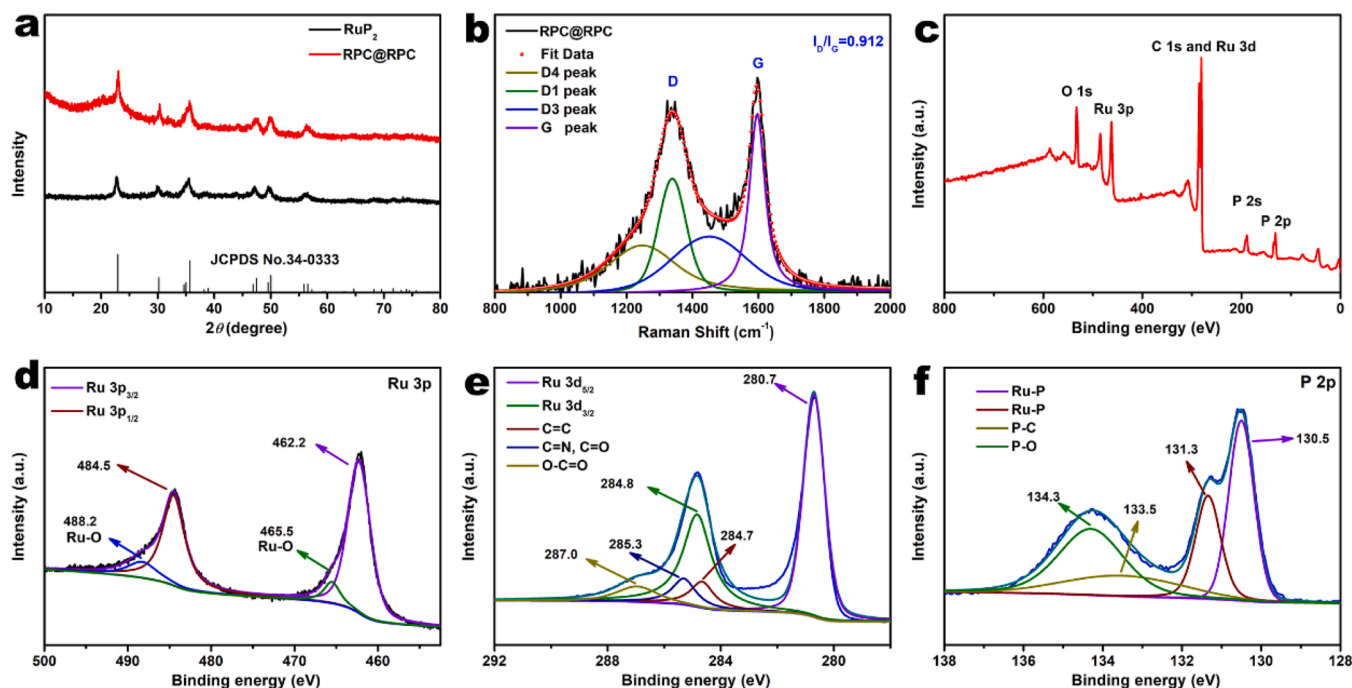 a
RuP₂
RPC@RPC
Intensity
JCPDS No.34-0333
10 20 30 40 50 60 70 80
2θ (degree)
b
RPC@RPC
Fit Data
D4 peak
D1 peak
D3 peak
G peak
I_D/I_G=0.912
D
G
Intensity
800 1000 1200 1400 1600 1800 2000
Raman Shift (cm⁻¹)
c
C 1s and Ru 3d
O 1s
Ru 3p
P 2s
P 2p
Intensity (a.u.)
800 600 400 200 0
Binding energy (eV)
d
Ru 3p₃/₂
Ru 3p₁/₂
Ru 3p
462.2
484.5
488.2
Ru-O
465.5
Ru-O
Intensity (a.u.)
500 490 480 470 460
Binding energy (eV)
e
Ru 3d₅/₂
Ru 3d₃/₂
C=C
C=N, C=O
O-C=O
280.7
284.8
287.0
285.3
284.7
Intensity (a.u.)
292 288 284 280
Binding energy (eV)
f
P 2p
Ru-P
Ru-P
P-C
P-O
130.5
131.3
134.3
133.5
Intensity (a.u.)
138 136 134 132 130 128
Binding energy (eV)